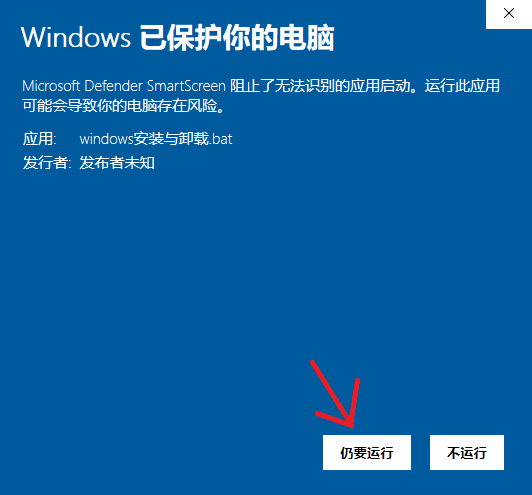 Windows 已保护你的电脑
Microsoft Defender SmartScreen 阻止了无法识别的应用启动。运行此应用
可能会导致你的电脑存在风险。
应用: windows安装与卸载.bat
发行者: 发布者未知
仍要运行 不运行